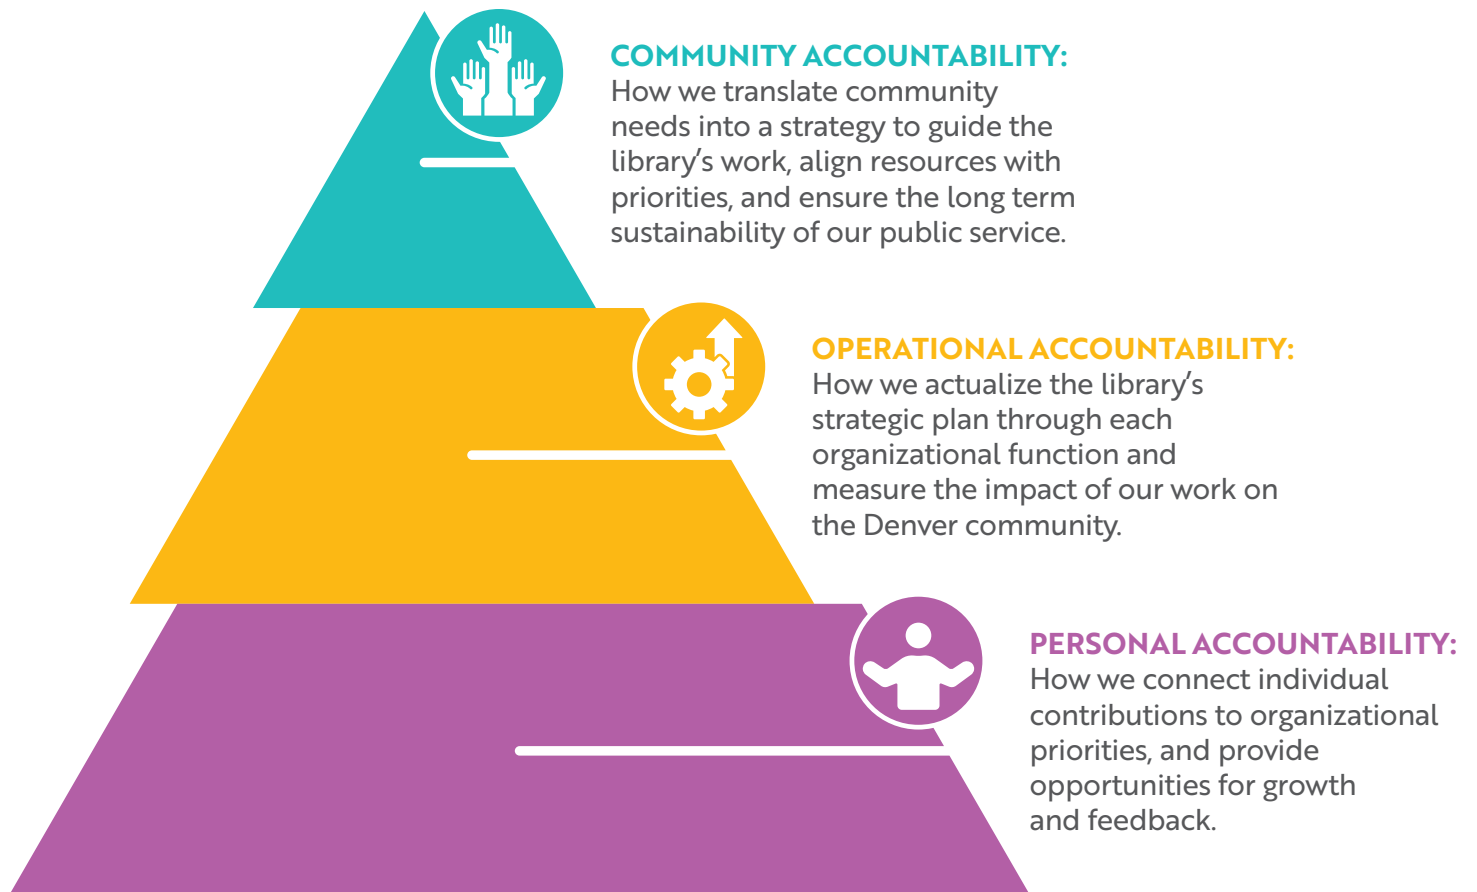 COMMUNITY ACCOUNTABILITY:
How we translate community
needs into a strategy to guide the
library’s work, align resources with
priorities, and ensure the long term
sustainability of our public service.
OPERATIONAL ACCOUNTABILITY:
How we actualize the library’s
strategic plan through each
organizational function and
measure the impact of our work on
the Denver community.
PERSONAL ACCOUNTABILITY:
How we connect individual
contributions to organizational
priorities, and provide
opportunities for growth
and feedback.